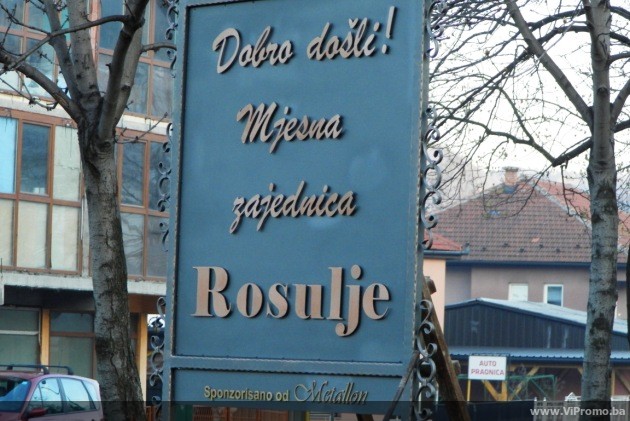 Dobro došli!
Mjesna
zajednica
Rosulje
Sponzorisano od Metallon
AUTO
PRAONICA
www.ViPromo.ba